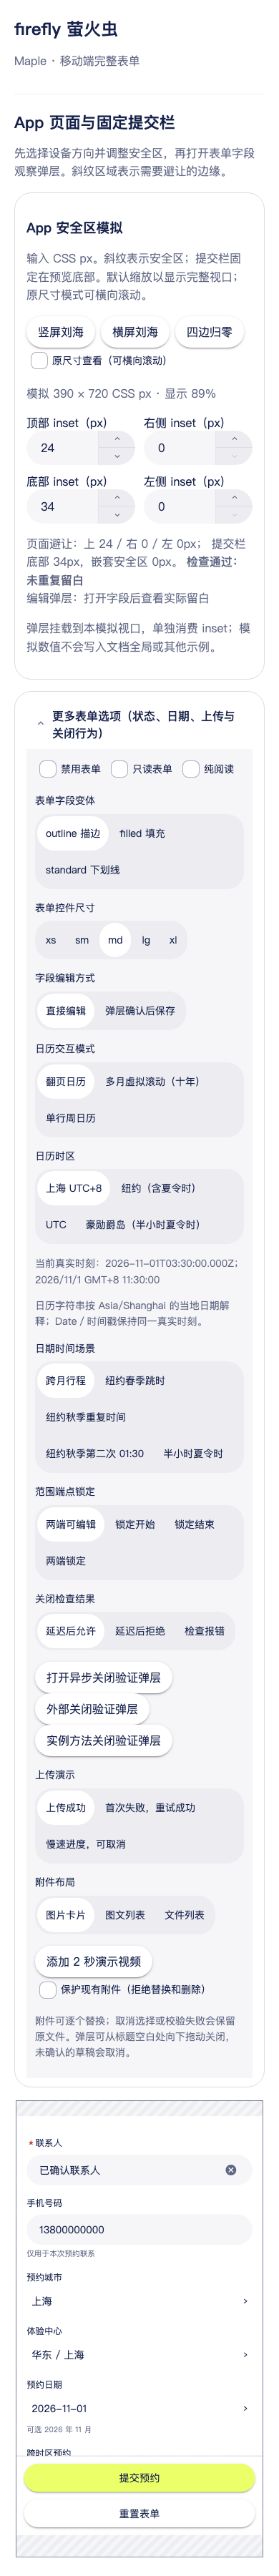 firefly 萤火虫
Maple · 移动端完整表单
App 页面与固定提交栏
先选择设备方向并调整安全区，再打开表单字段
观察弹层。斜纹区域表示需要避让的边缘。
App 安全区模拟
输入 CSS px。斜纹表示安全区；提交栏固
定在预览底部。默认缩放以显示完整视口；
原尺寸模式可横向滚动。
竖屏刘海 横屏刘海 四边归零
原尺寸查看（可横向滚动）
模拟 390 × 720 CSS px · 显示 89%
顶部 inset（px） 右侧 inset（px）
24 0
底部 inset（px） 左侧 inset（px）
34 0
页面避让：上 24 / 右 0 / 左 0px； 提交栏
底部 34px，嵌套安全区 0px。 检查通过：
未重复留白
编辑弹层：打开字段后查看实际留白
弹层挂载到本模拟视口，单独消费 inset；模
拟数值不会写入文档全局或其他示例。
更多表单选项（状态、日期、上传与
关闭行为）
禁用表单 只读表单 纯阅读
表单字段变体
outline 描边 filled 填充
standard 下划线
表单控件尺寸
xs sm md lg xl
字段编辑方式
直接编辑 弹层确认后保存
日历交互模式
翻页日历 多月虚拟滚动（十年）
单行周日历
日历时区
上海 UTC+8 纽约（含夏令时）
UTC 豪勋爵岛（半小时夏令时）
当前真实时刻：2026-11-01T03:30:00.000Z；
2026/11/1 GMT+8 11:30:00
日历字符串按 Asia/Shanghai 的当地日期解
释；Date / 时间戳保持同一真实时刻。
日期时间场景
跨月行程 纽约春季跳时
纽约秋季重复时间
纽约秋季第二次 01:30 半小时夏令时
范围端点锁定
两端可编辑 锁定开始 锁定结束
两端锁定
关闭检查结果
延迟后允许 延迟后拒绝 检查报错
打开异步关闭验证弹层
外部关闭验证弹层
实例方法关闭验证弹层
上传演示
上传成功 首次失败，重试成功
慢速进度，可取消
附件布局
图片卡片 图文列表 文件列表
添加 2 秒演示视频
保护现有附件（拒绝替换和删除）
附件可逐个替换；取消选择或校验失败会保留
原文件。弹层可从标题空白处向下拖动关闭，
未确认的草稿会取消。
* 联系人
已确认联系人
手机号码
13800000000
仅用于本次预约联系
预约城市
上海
体验中心
华东 / 上海
预约日期
2026-11-01
可选 2026 年 11 月
跨时区预约
提交预约
重置表单